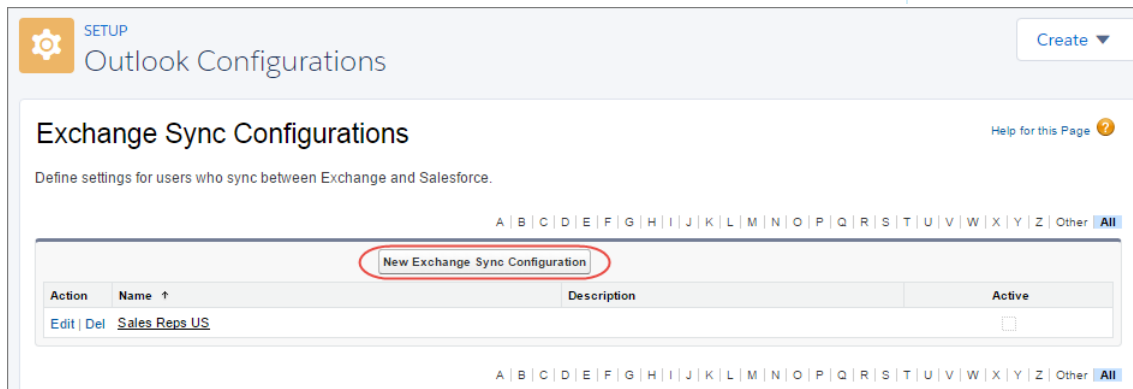 SETUP
Outlook Configurations
Create
Exchange Sync Configurations
Help for this Page ?
Define settings for users who sync between Exchange and Salesforce.
A | B | C | D | E | F | G | H | I | J | K | L | M | N | O | P | Q | R | S | T | U | V | W | X | Y | Z | Other All
New Exchange Sync Configuration
Action Name ↑ Description Active
Edit | Del Sales Reps US
A | B | C | D | E | F | G | H | I | J | K | L | M | N | O | P | Q | R | S | T | U | V | W | X | Y | Z | Other All